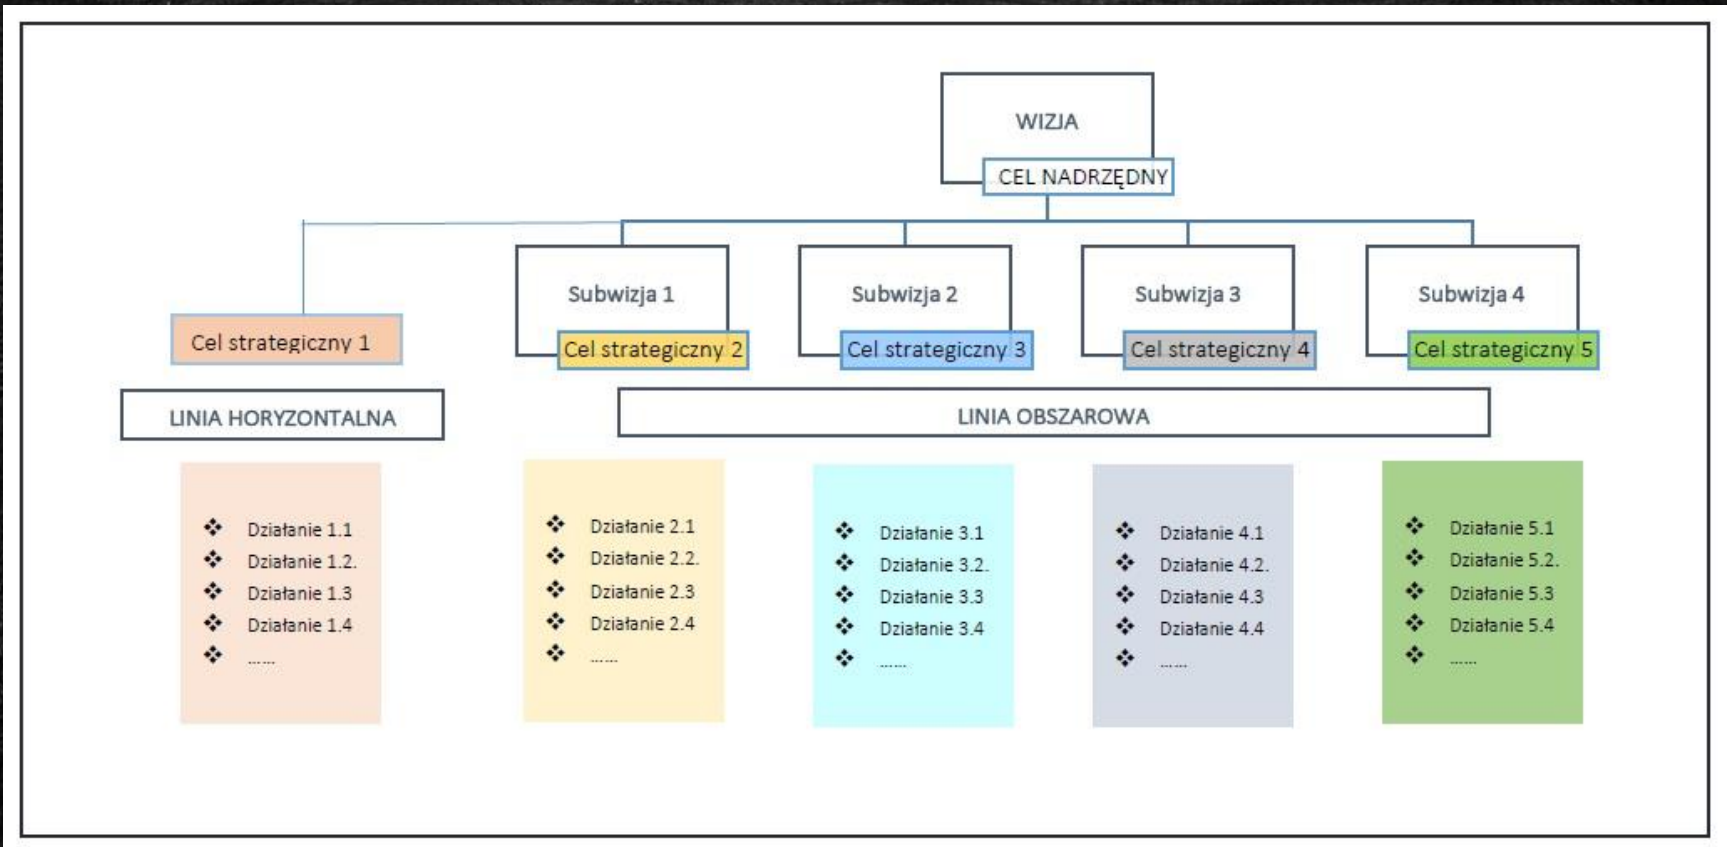 WIZJA
CEL NADRZĘDNY
Subwizja 1
Subwizja 2
Subwizja 3
Subwizja 4
Cel strategiczny 1
Cel strategiczny 2
Cel strategiczny 3
Cel strategiczny 4
Cel strategiczny 5
LINIA HORYZONTALNA
LINIA OBSZAROWA
❖ Działanie 1.1
❖ Działanie 1.2.
❖ Działanie 1.3
❖ Działanie 1.4
❖ ......
❖ Działanie 2.1
❖ Działanie 2.2.
❖ Działanie 2.3
❖ Działanie 2.4
❖ ......
❖ Działanie 3.1
❖ Działanie 3.2.
❖ Działanie 3.3
❖ Działanie 3.4
❖ ......
❖ Działanie 4.1
❖ Działanie 4.2.
❖ Działanie 4.3
❖ Działanie 4.4
❖ ......
❖ Działanie 5.1
❖ Działanie 5.2.
❖ Działanie 5.3
❖ Działanie 5.4
❖ ......